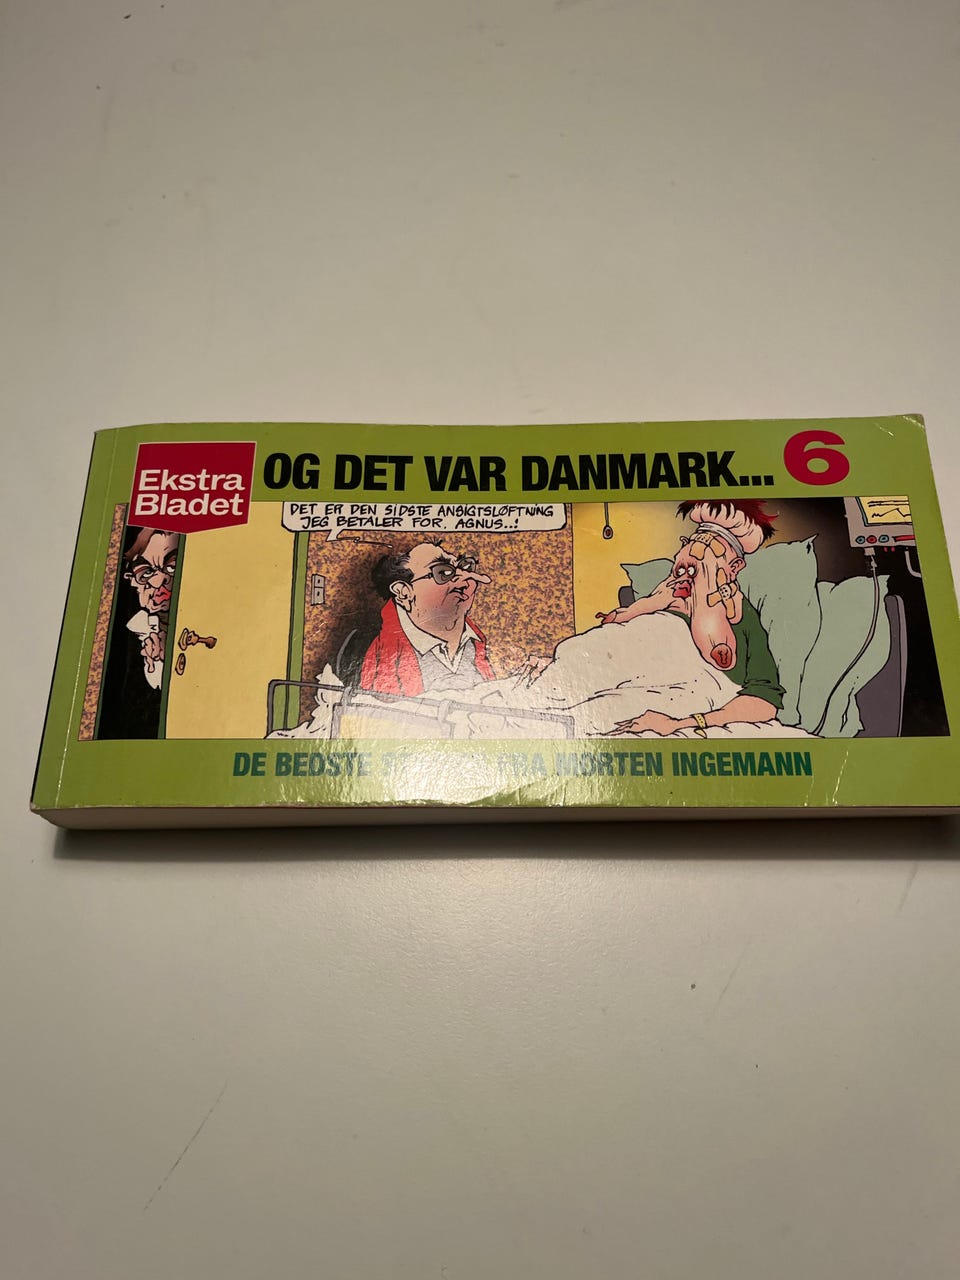 Ekstra
Bladet
OG DET VAR DANMARK... 6
DET ER DEN SIDSTE ANSIGTSLØFTNING
JEG BETALER FOR, AGNUS..!
DE BEDSTE FRA MORTEN INGEMANN